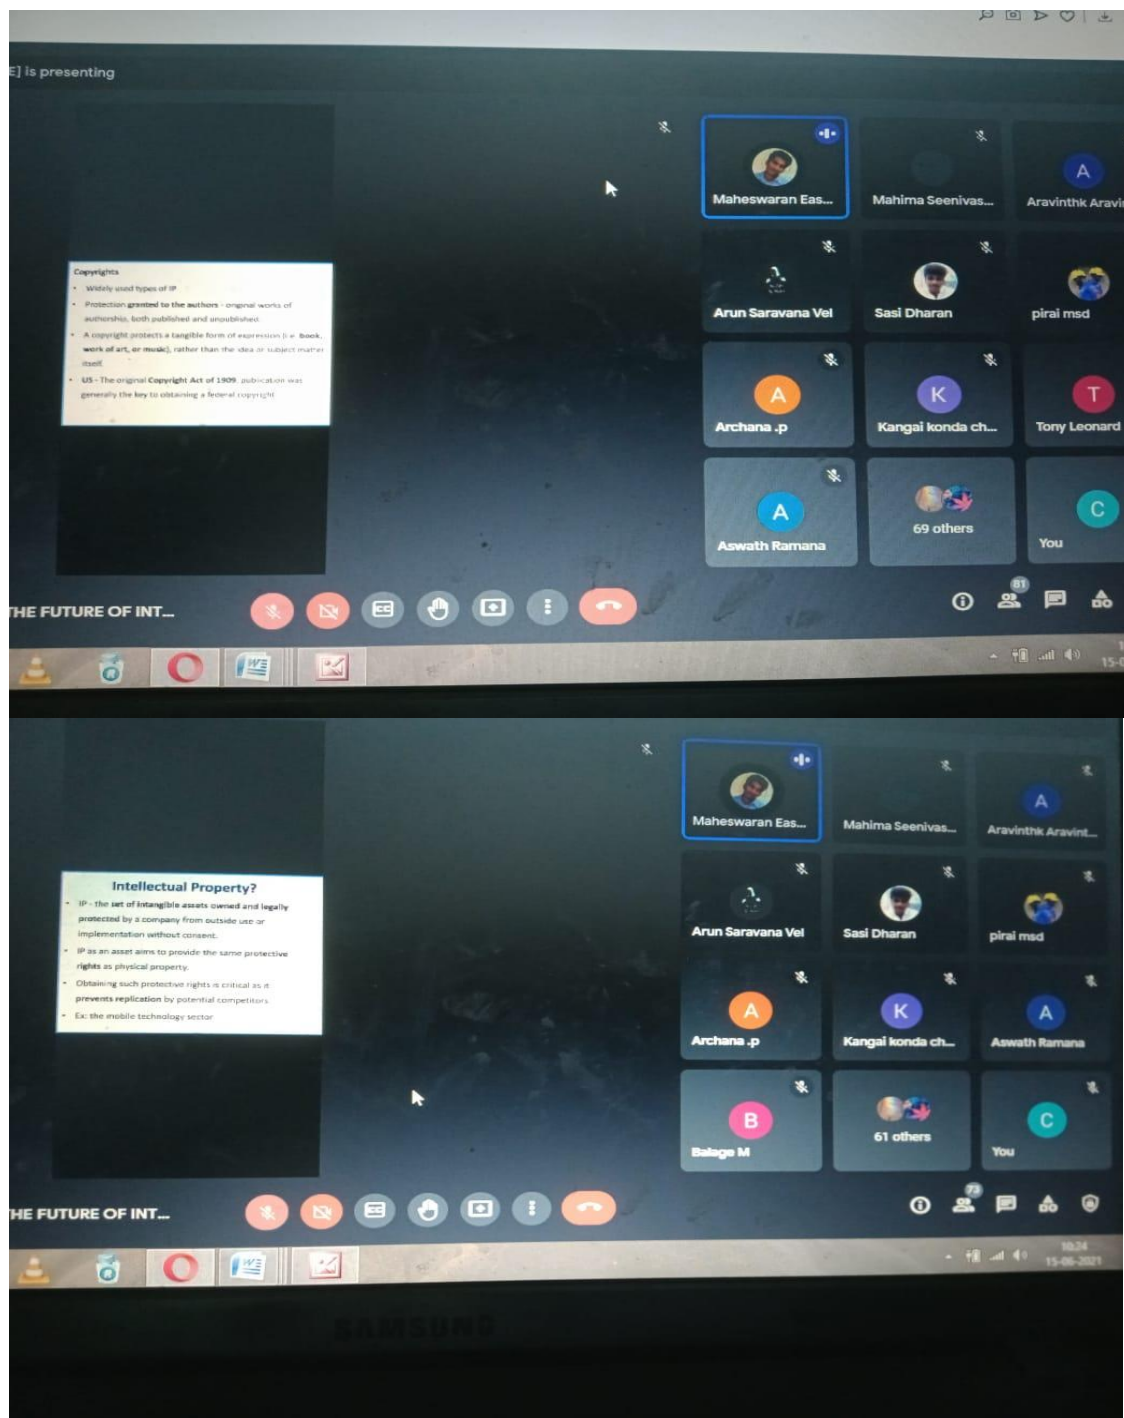 E] is presenting
Maheswaran Eas...
Mahima Seenivas...
A
Aravinthk Aravi
Copyrights
• Widely used types of IP
• Protection granted to the authors - original works of
authorship, both published and unpublished.
• A copyright protects a tangible form of expression (i.e. book,
work of art, or music), rather than the idea or subject matter
itself.
• US - The original Copyright Act of 1909, publication was
generally the key to obtaining a federal copyright
Arun Saravana Vel
Sasi Dharan
pirai msd
A
Archana .p
K
Kangai konda ch...
T
Tony Leonard
A
Aswath Ramana
69 others
C
You
THE FUTURE OF INT...
CC
81
W
15-0
Maheswaran Eas...
Mahima Seenivas...
A
Aravinthk Aravint...
Intellectual Property?
• IP - the set of intangible assets owned and legally
protected by a company from outside use or
implementation without consent.
• IP as an asset aims to provide the same protective
rights as physical property.
• Obtaining such protective rights is critical as it
prevents replication by potential competitors
• Ex: the mobile technology sector
Arun Saravana Vel
Sasi Dharan
pirai msd
A
Archana .p
K
Kangai konda ch...
A
Aswath Ramana
B
Balago M
61 others
C
You
HE FUTURE OF INT...
CC
73
W
10:24
15-06-2021
SAMSUNG